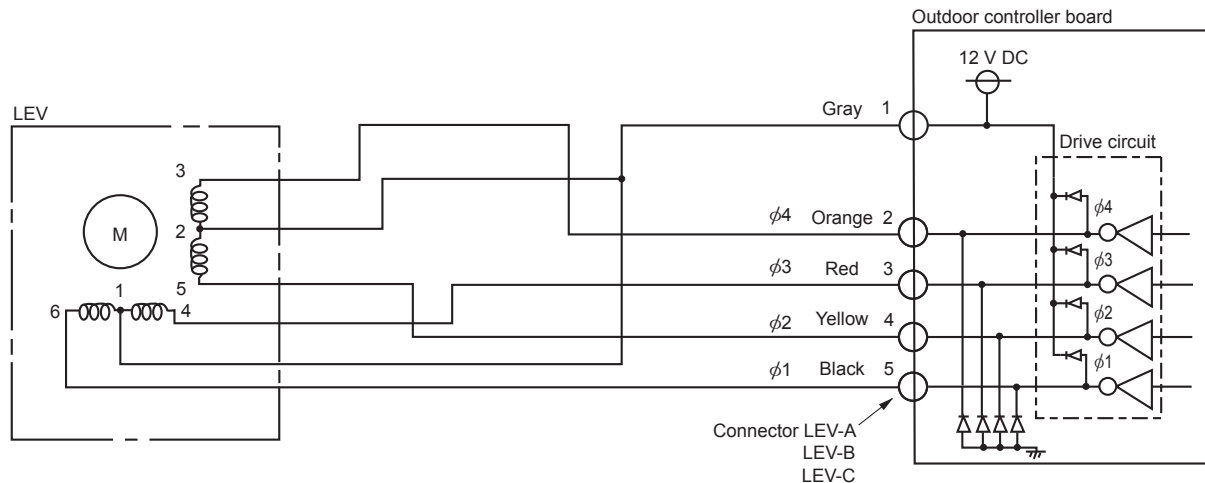 Outdoor controller board
12 V DC
LEV
Gray 1
Drive circuit
3
ϕ4 Orange 2
ϕ4
M
2
ϕ3 Red 3
ϕ3
5
1
6
4
ϕ2 Yellow 4
ϕ2
ϕ1 Black 5
ϕ1
Connector LEV-A
LEV-B
LEV-C